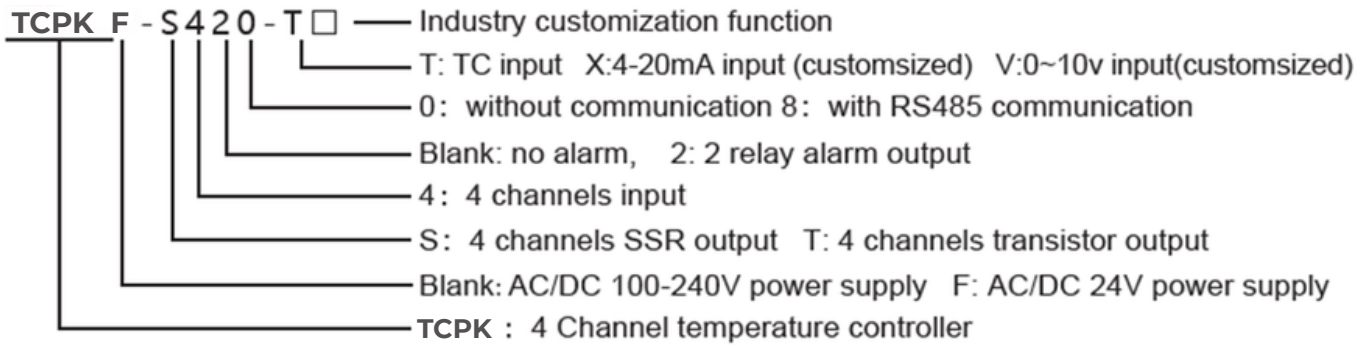 TCPK F - S 4 2 0 - T □ Industry customization function
T: TC input X:4-20mA input (customsized) V:0~10v input(customsized)
0: without communication 8: with RS485 communication
Blank: no alarm, 2: 2 relay alarm output
4: 4 channels input
S: 4 channels SSR output T: 4 channels transistor output
Blank: AC/DC 100-240V power supply F: AC/DC 24V power supply
TCPK : 4 Channel temperature controller